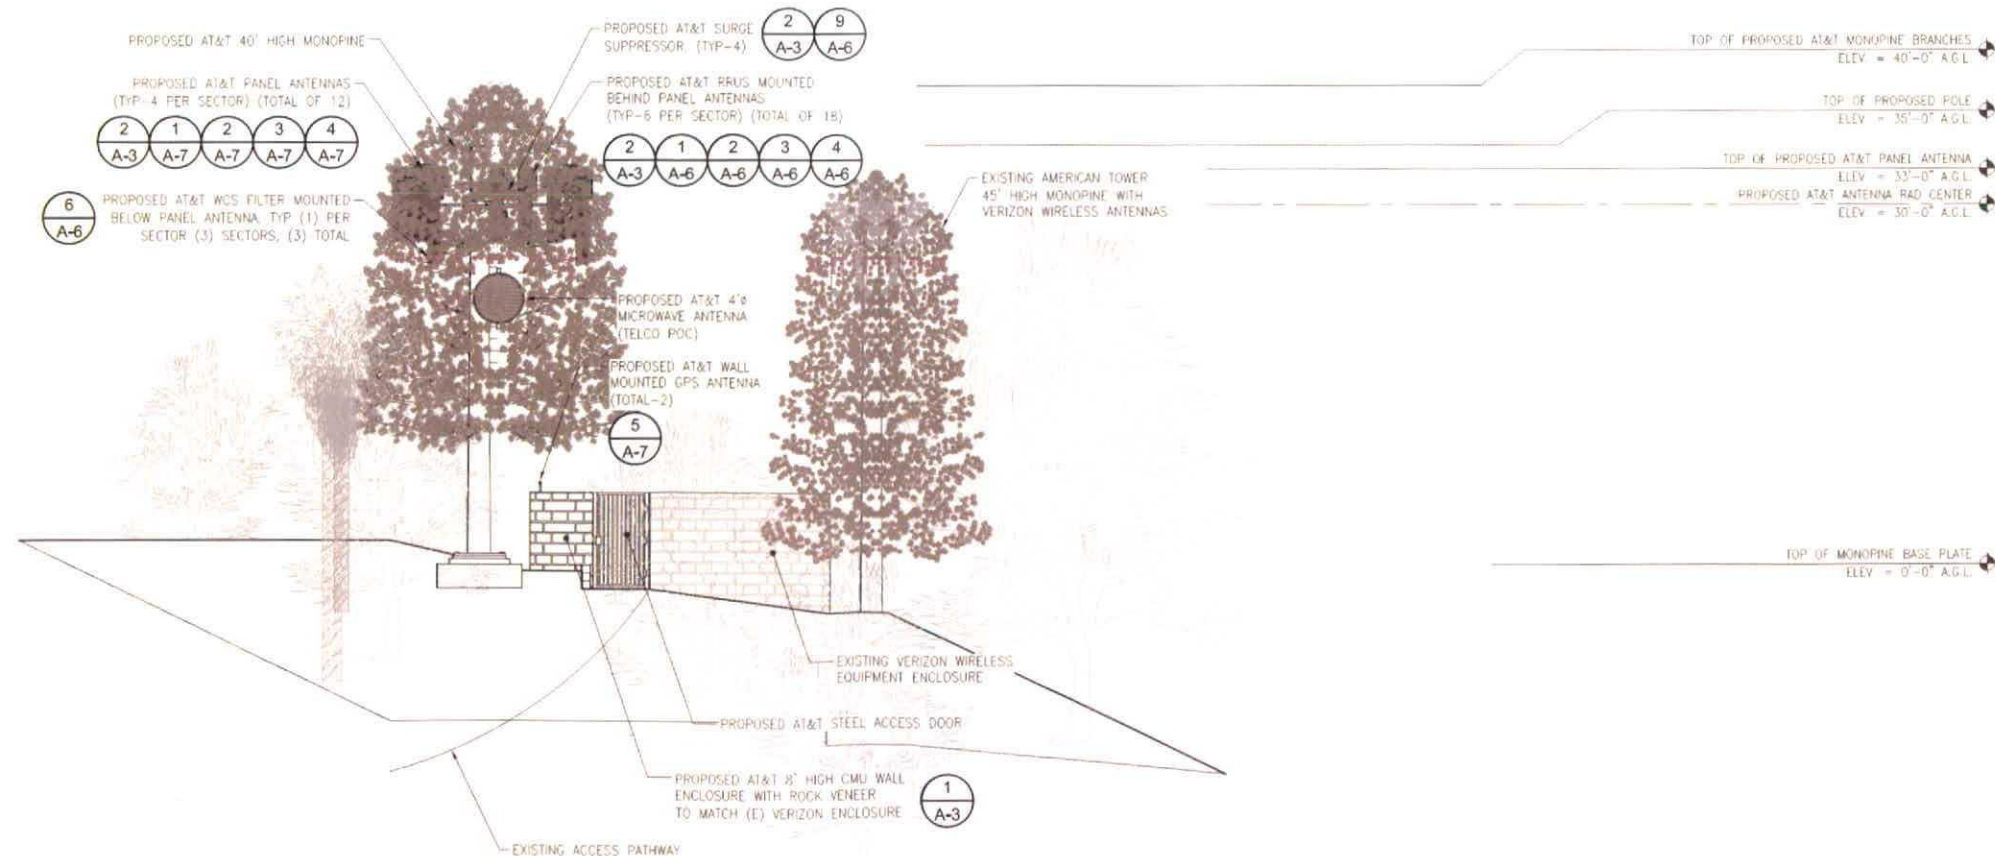 PROPOSED AT&T 40' HIGH MONOPINE
PROPOSED AT&T PANEL ANTENNAS
(TYP-4 PER SECTOR) (TOTAL OF 12)
2 1 2 3 4
A-3 A-7 A-7 A-7 A-7
6
A-6
PROPOSED AT&T WCS FILTER MOUNTED
BELOW PANEL ANTENNA, TYP (1) PER
SECTOR (3) SECTORS, (3) TOTAL
PROPOSED AT&T SURGE
SUPPRESSOR, (TYP-4)
2 9
A-3 A-6
PROPOSED AT&T RRUS MOUNTED
BEHIND PANEL ANTENNAS
(TYP-6 PER SECTOR) (TOTAL OF 18)
2 1 2 3 4
A-3 A-6 A-6 A-6 A-6
EXISTING AMERICAN TOWER
45' HIGH MONOPINE WITH
VERIZON WIRELESS ANTENNAS
PROPOSED AT&T 4'ø
MICROWAVE ANTENNA
(TELCO POC)
PROPOSED AT&T WALL
MOUNTED GPS ANTENNA
(TOTAL-2)
5
A-7
TOP OF PROPOSED AT&T MONOPINE BRANCHES
ELEV = 40'-0" A.G.L.
TOP OF PROPOSED POLE
ELEV = 35'-0" A.G.L.
TOP OF PROPOSED AT&T PANEL ANTENNA
ELEV = 33'-0" A.G.L.
PROPOSED AT&T ANTENNA RAD CENTER
ELEV = 30'-0" A.G.L.
TOP OF MONOPINE BASE PLATE
ELEV = 0'-0" A.G.L.
EXISTING VERIZON WIRELESS
EQUIPMENT ENCLOSURE
PROPOSED AT&T STEEL ACCESS DOOR
PROPOSED AT&T 8' HIGH CMU WALL
ENCLOSURE WITH ROCK VENEER
TO MATCH (E) VERIZON ENCLOSURE
1
A-3
EXISTING ACCESS PATHWAY